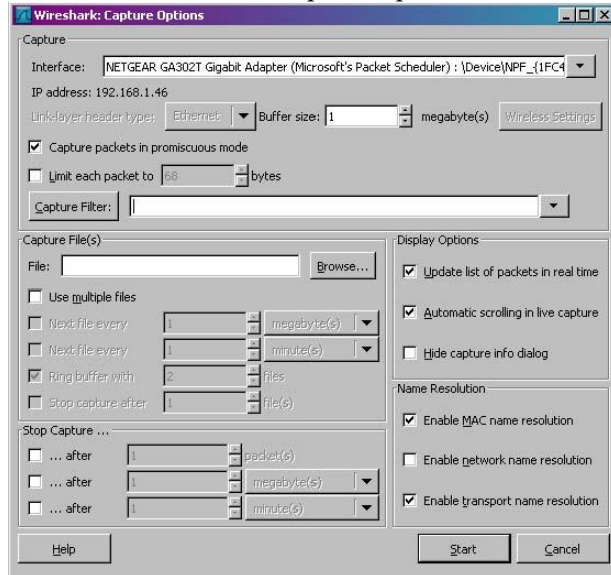 Wireshark: Capture Options
Capture
Interface: NETGEAR GA302T Gigabit Adapter (Microsoft's Packet Scheduler) : \Device\NPF_{1FC4
IP address: 192.168.1.46
Link-layer header type: Ethernet Buffer size: 1 megabyte(s) Wireless Settings
Capture packets in promiscuous mode
Limit each packet to 68 bytes
Capture Filter:
Capture File(s)
File: Browse...
Use multiple files
Next file every 1 megabyte(s)
Next file every 1 minute(s)
Ring buffer with 2 files
Stop capture after 1 file(s)
Stop Capture ...
... after 1 packet(s)
... after 1 megabyte(s)
... after 1 minute(s)
Display Options
Update list of packets in real time
Automatic scrolling in live capture
Hide capture info dialog
Name Resolution
Enable MAC name resolution
Enable network name resolution
Enable transport name resolution
Help Start Cancel